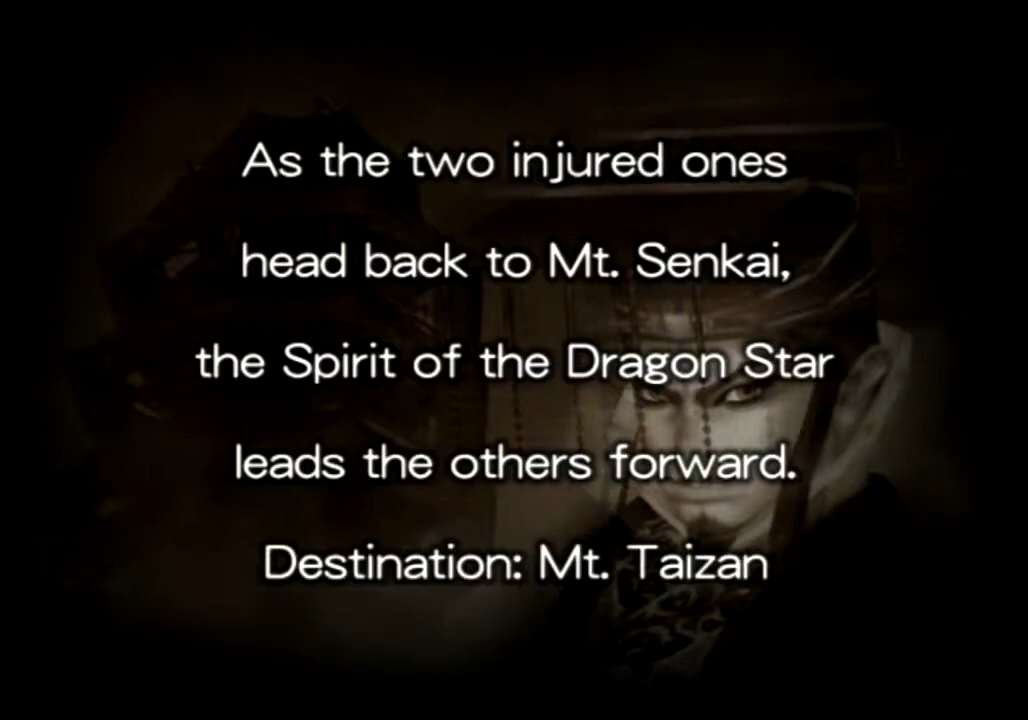 As the two injured ones
head back to Mt. Senkai,
the Spirit of the Dragon Star
leads the others forward.
Destination: Mt. Taizan